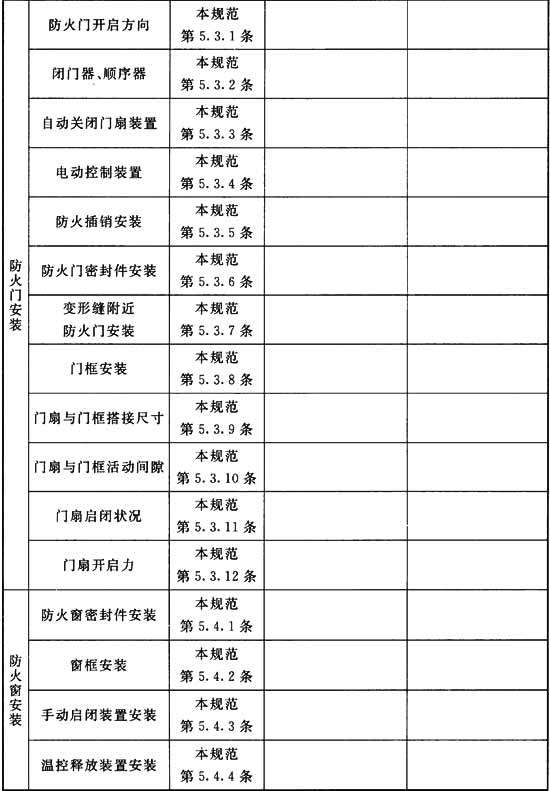 防火门安装
防火门开启方向
本规范
第5.3.1条
闭门器、顺序器
本规范
第5.3.2条
自动关闭门扇装置
本规范
第5.3.3条
电动控制装置
本规范
第5.3.4条
防火插销安装
本规范
第5.3.5条
防火门密封件安装
本规范
第5.3.6条
变形缝附近
防火门安装
本规范
第5.3.7条
门框安装
本规范
第5.3.8条
门扇与门框搭接尺寸
本规范
第5.3.9条
门扇与门框活动间隙
本规范
第5.3.10条
门扇启闭状况
本规范
第5.3.11条
门扇开启力
本规范
第5.3.12条
防火窗安装
防火窗密封件安装
本规范
第5.4.1条
窗框安装
本规范
第5.4.2条
手动启闭装置安装
本规范
第5.4.3条
温控释放装置安装
本规范
第5.4.4条